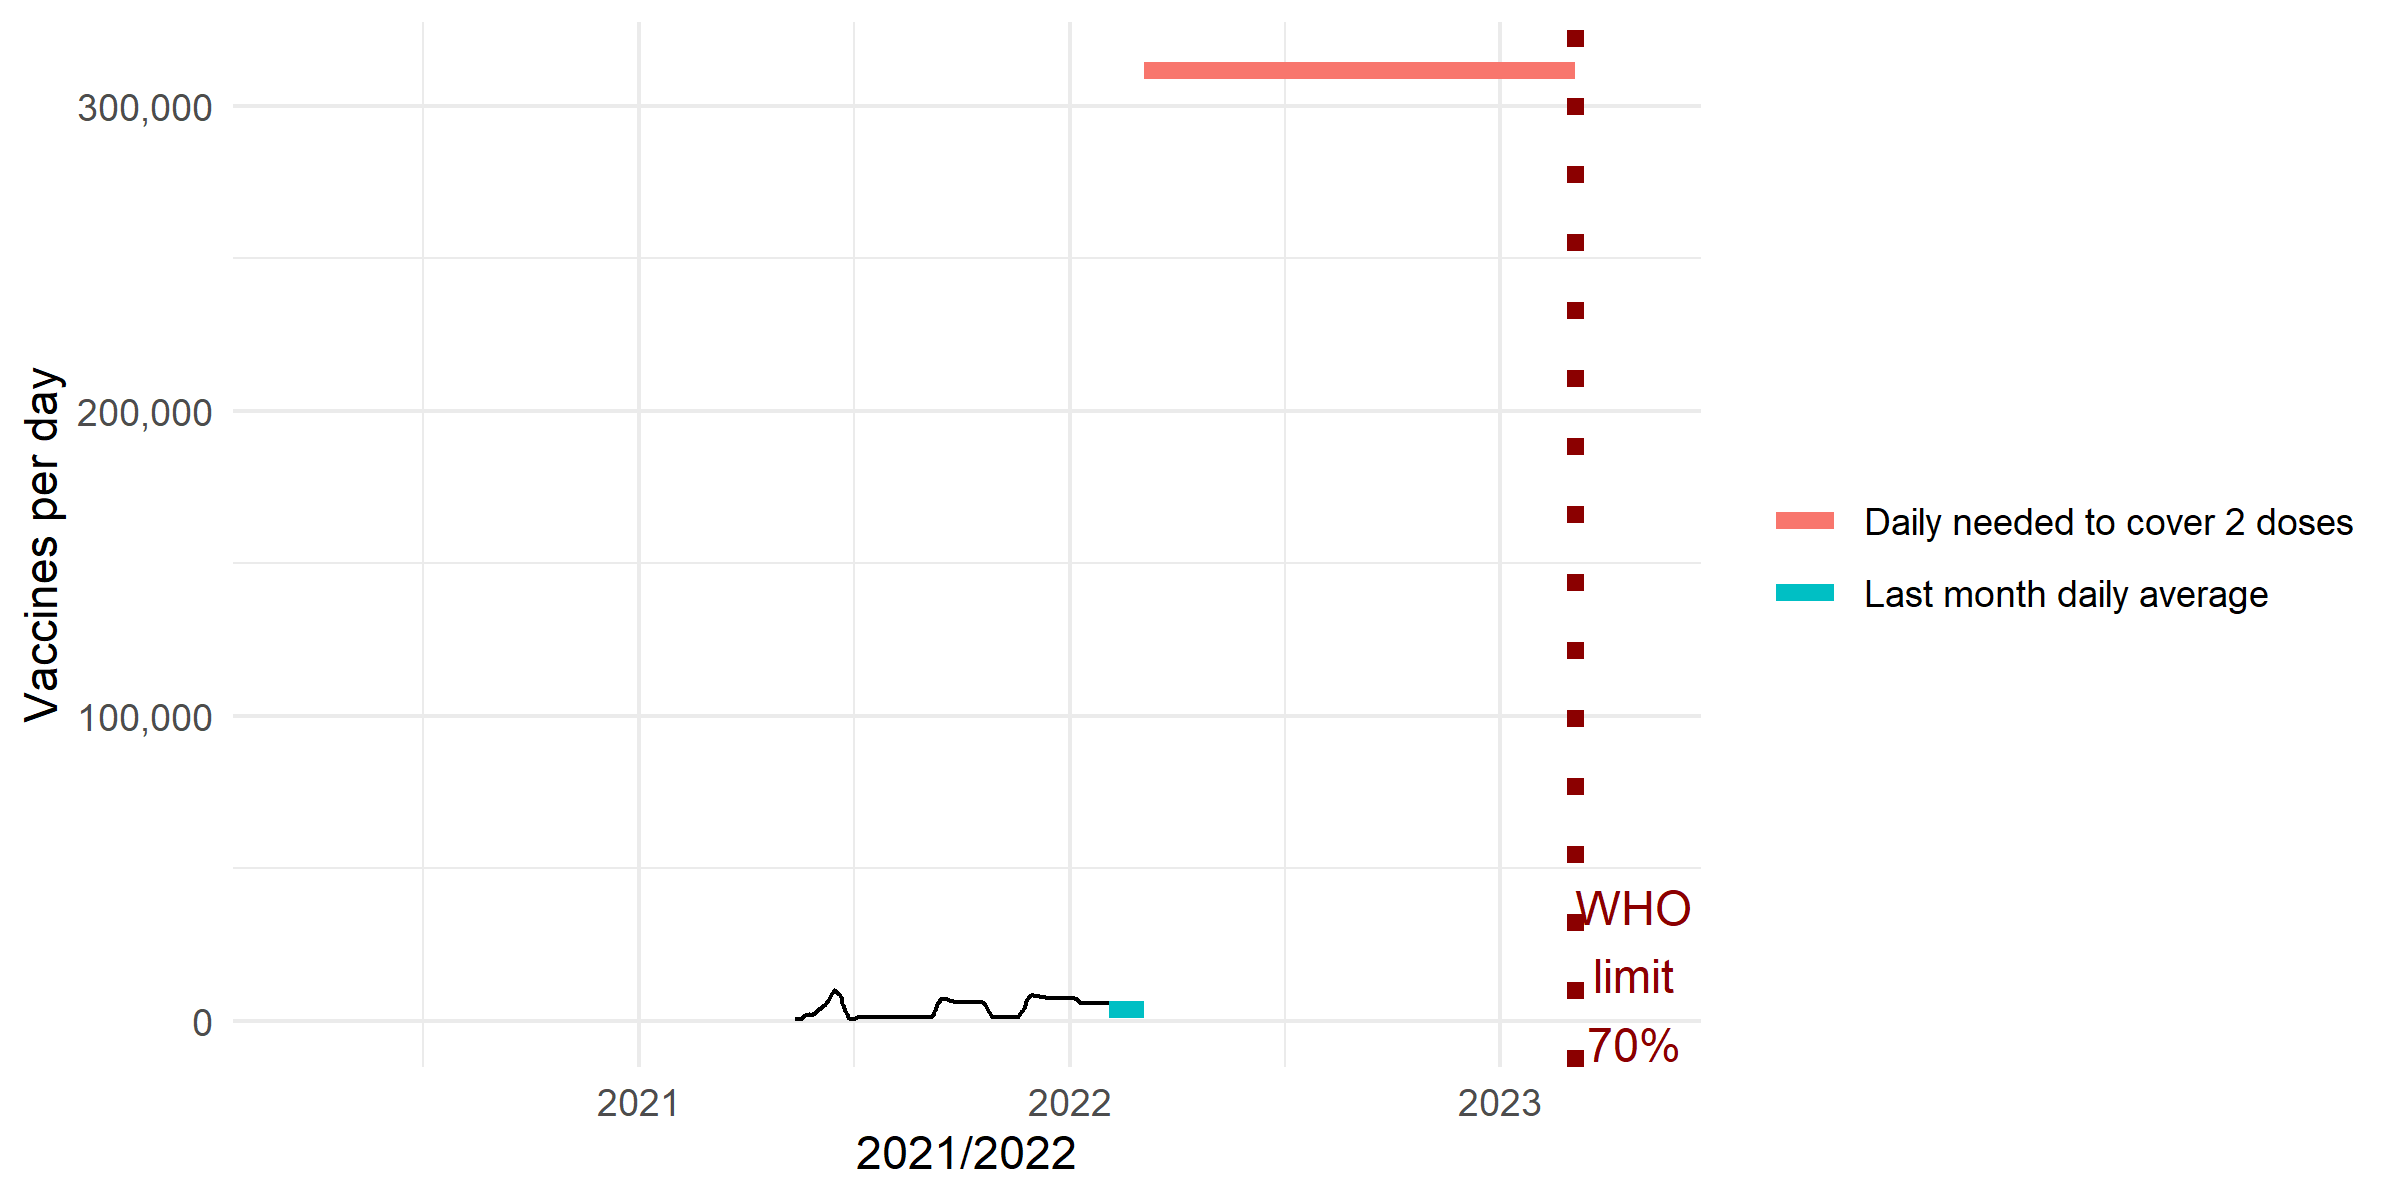 300,000
200,000
100,000
0
Vaccines per day
2021
2022
2023
2021/2022
WHO
limit
70%
Daily needed to cover 2 doses
Last month daily average